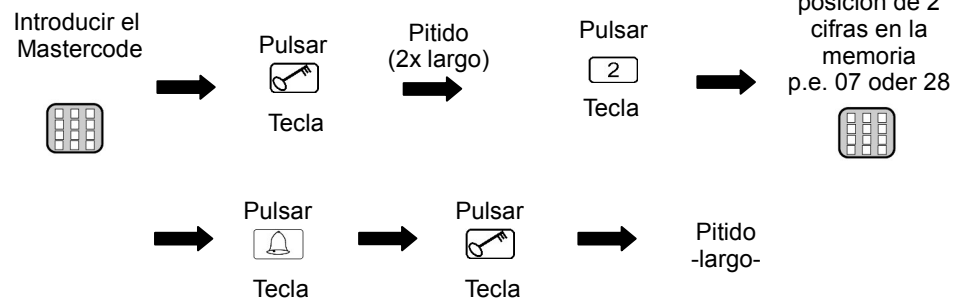 Introducir el
Mastercode
Pulsar
Tecla
Pitido
(2x largo)
Pulsar
2
Tecla
posición de 2
cifras en la
memoria
p.e. 07 oder 28
Pulsar
Tecla
Pulsar
Tecla
Pitido
-largo-